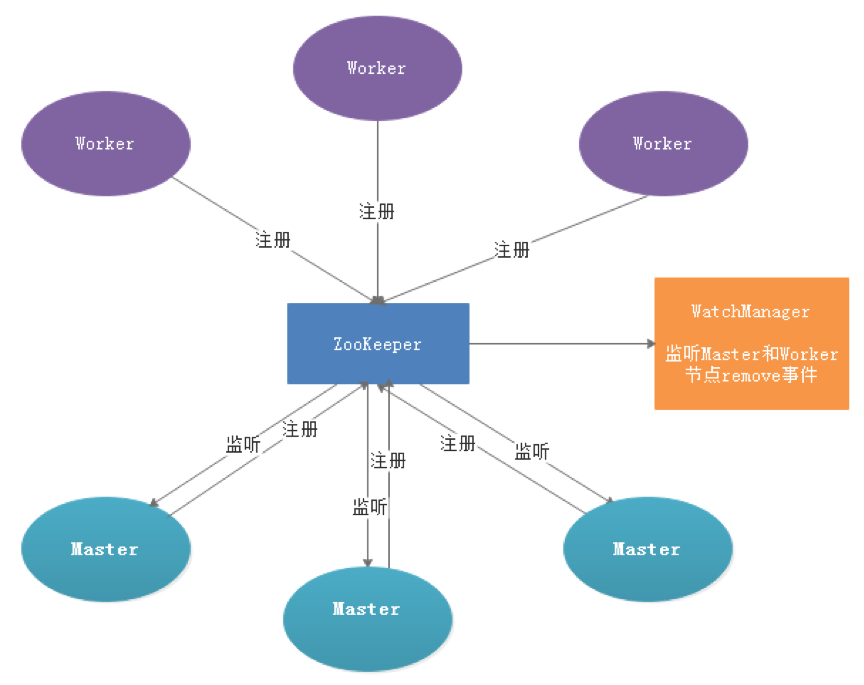 Worker
Worker
Worker
注册
注册
注册
ZooKeeper
WatchManager
监听Master和Worker
节点remove事件
监听
注册
注册
监听
注册
监听
Master
Master
Master